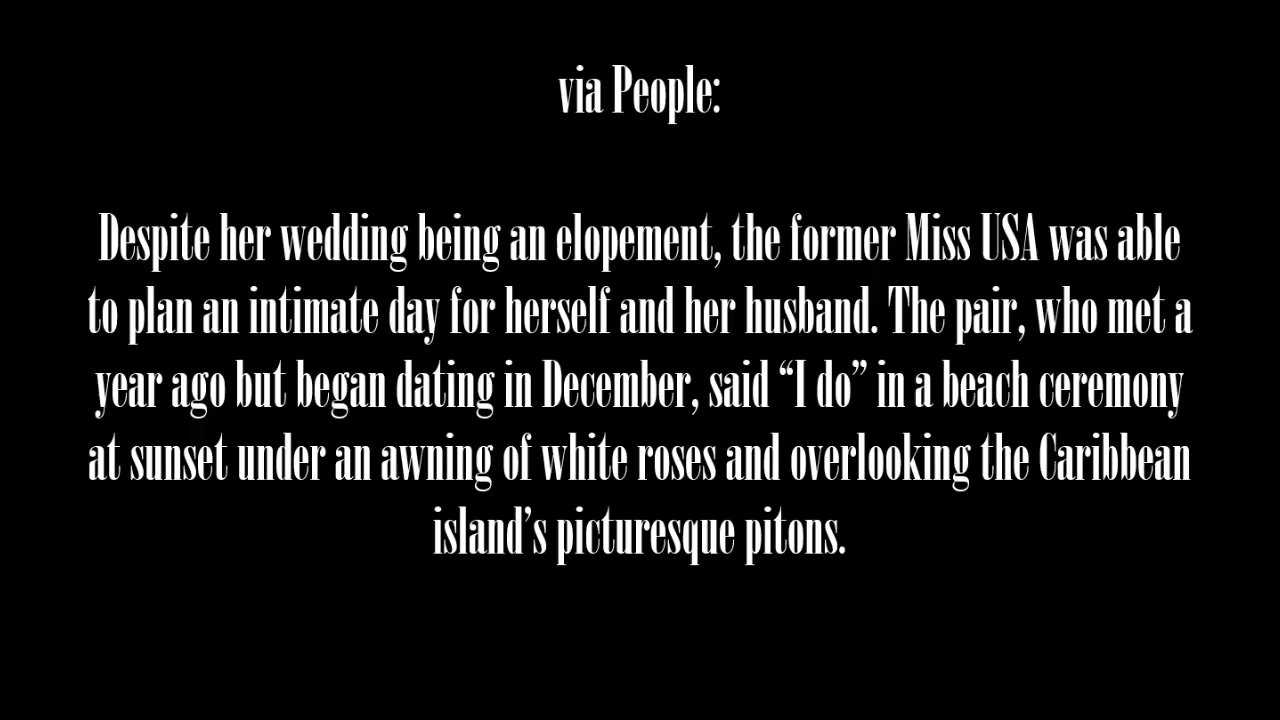 via People:
Despite her wedding being an elopement, the former Miss USA was able
to plan an intimate day for herself and her husband. The pair, who met a
year ago but began dating in December, said “I do” in a beach ceremony
at sunset under an awning of white roses and overlooking the Caribbean
island’s picturesque pitons.